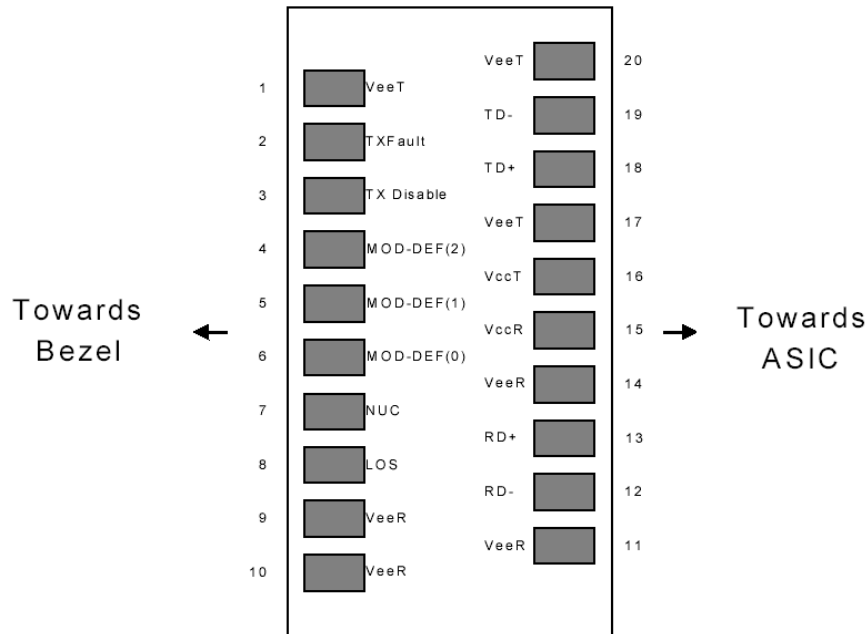 VeeT 20
1 VeeT
TD- 19
2 TXFault
TD+ 18
3 TX Disable
VeeT 17
4 MOD-DEF(2)
VccT 16
5 MOD-DEF(1)
Towards
Bezel
VccR 15
Towards
ASIC
6 MOD-DEF(0)
VeeR 14
7 NUC
RD+ 13
8 LOS
RD- 12
9 VeeR
VeeR 11
10 VeeR